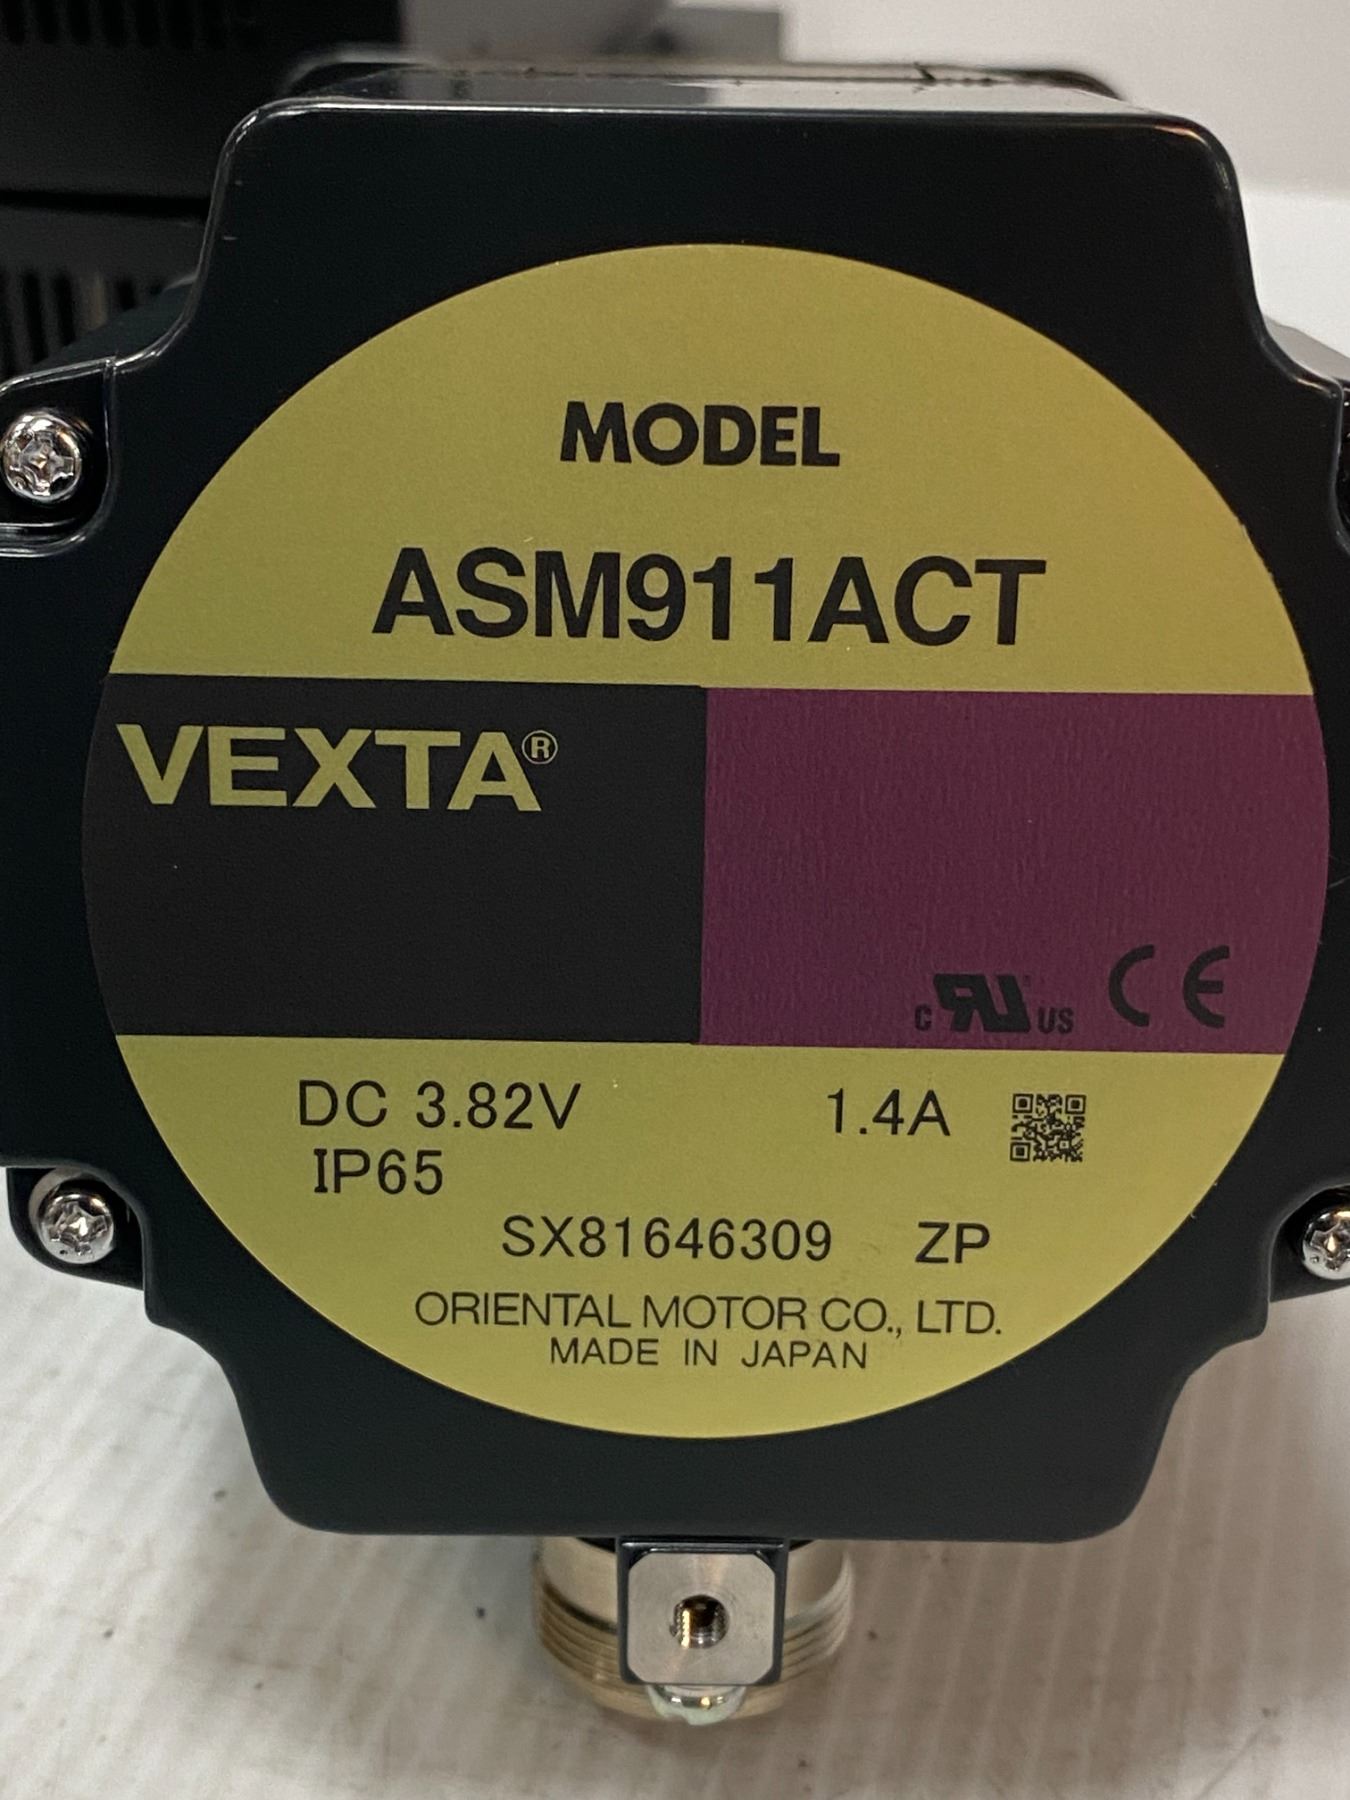 MODEL
ASM911ACT
VEXTA®
c RU US CE
DC 3.82V 1.4A
IP65
SX81646309 ZP
ORIENTAL MOTOR CO., LTD.
MADE IN JAPAN